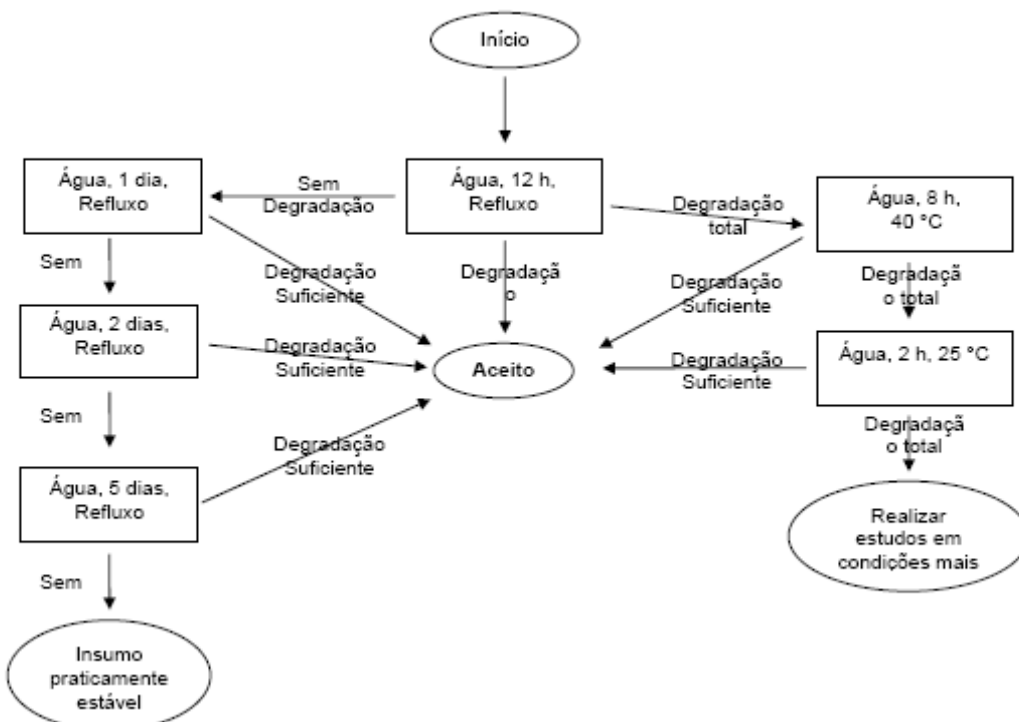 Início
Água, 1 dia,
Refluxo
Sem
Degradação
Água, 12 h,
Refluxo
Degradação
total
Água, 8 h,
40 °C
Sem
Degradação
Suficiente
Degradaçã
o
Degradação
Suficiente
Degradaçã
o total
Água, 2 dias,
Refluxo
Degradação
Suficiente
Aceito
Degradação
Suficiente
Água, 2 h, 25 °C
Sem
Degradação
Suficiente
Degradaçã
o total
Água, 5 dias,
Refluxo
Realizar
estudos em
condições mais
Sem
Insumo
praticamente
estável